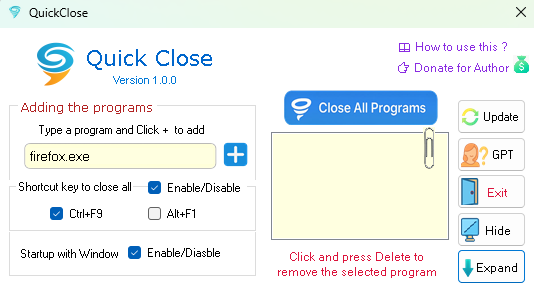 QuickClose
Quick Close
Version 1.0.0
How to use this ?
Donate for Author
Adding the programs
Type a program and Click + to add
firefox.exe
Shortcut key to close all
Enable/Disable
Ctrl+F9
Alt+F1
Startup with Window
Enable/Diasble
Close All Programs
Click and press Delete to
remove the selected program
Update
GPT
Exit
Hide
Expand